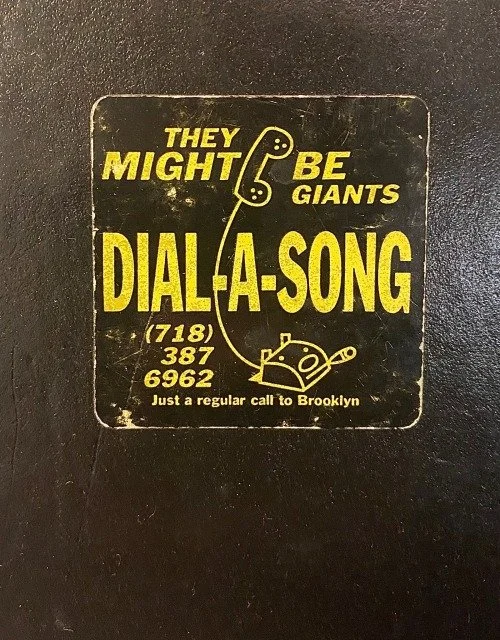 THEY
MIGHT BE
GIANTS
DIAL-A-SONG
(718)
387
6962
Just a regular call to Brooklyn